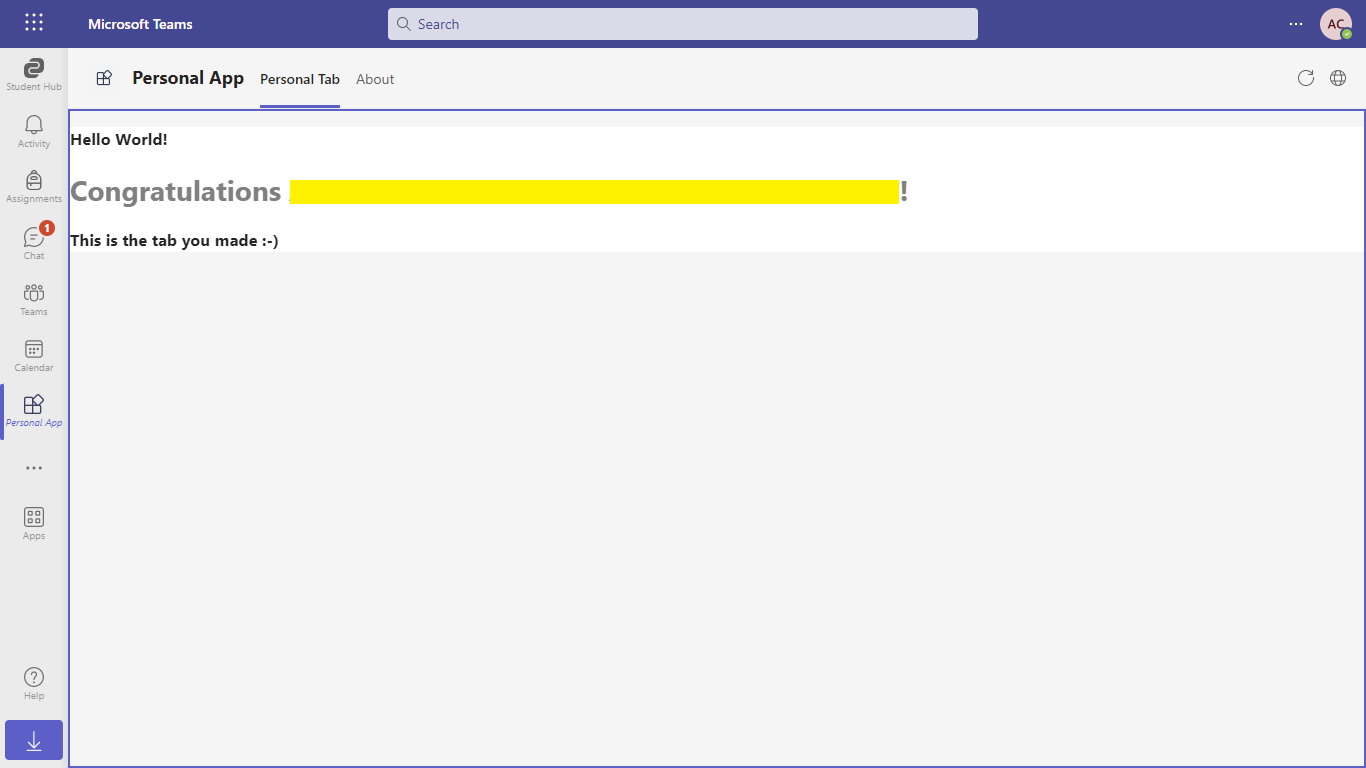 Microsoft Teams
Search
AC
Student Hub
Activity
Assignments
1
Chat
Teams
Calendar
Personal App
Apps
Help
Personal App
Personal Tab
About
Hello World!
Congratulations !
This is the tab you made :-)